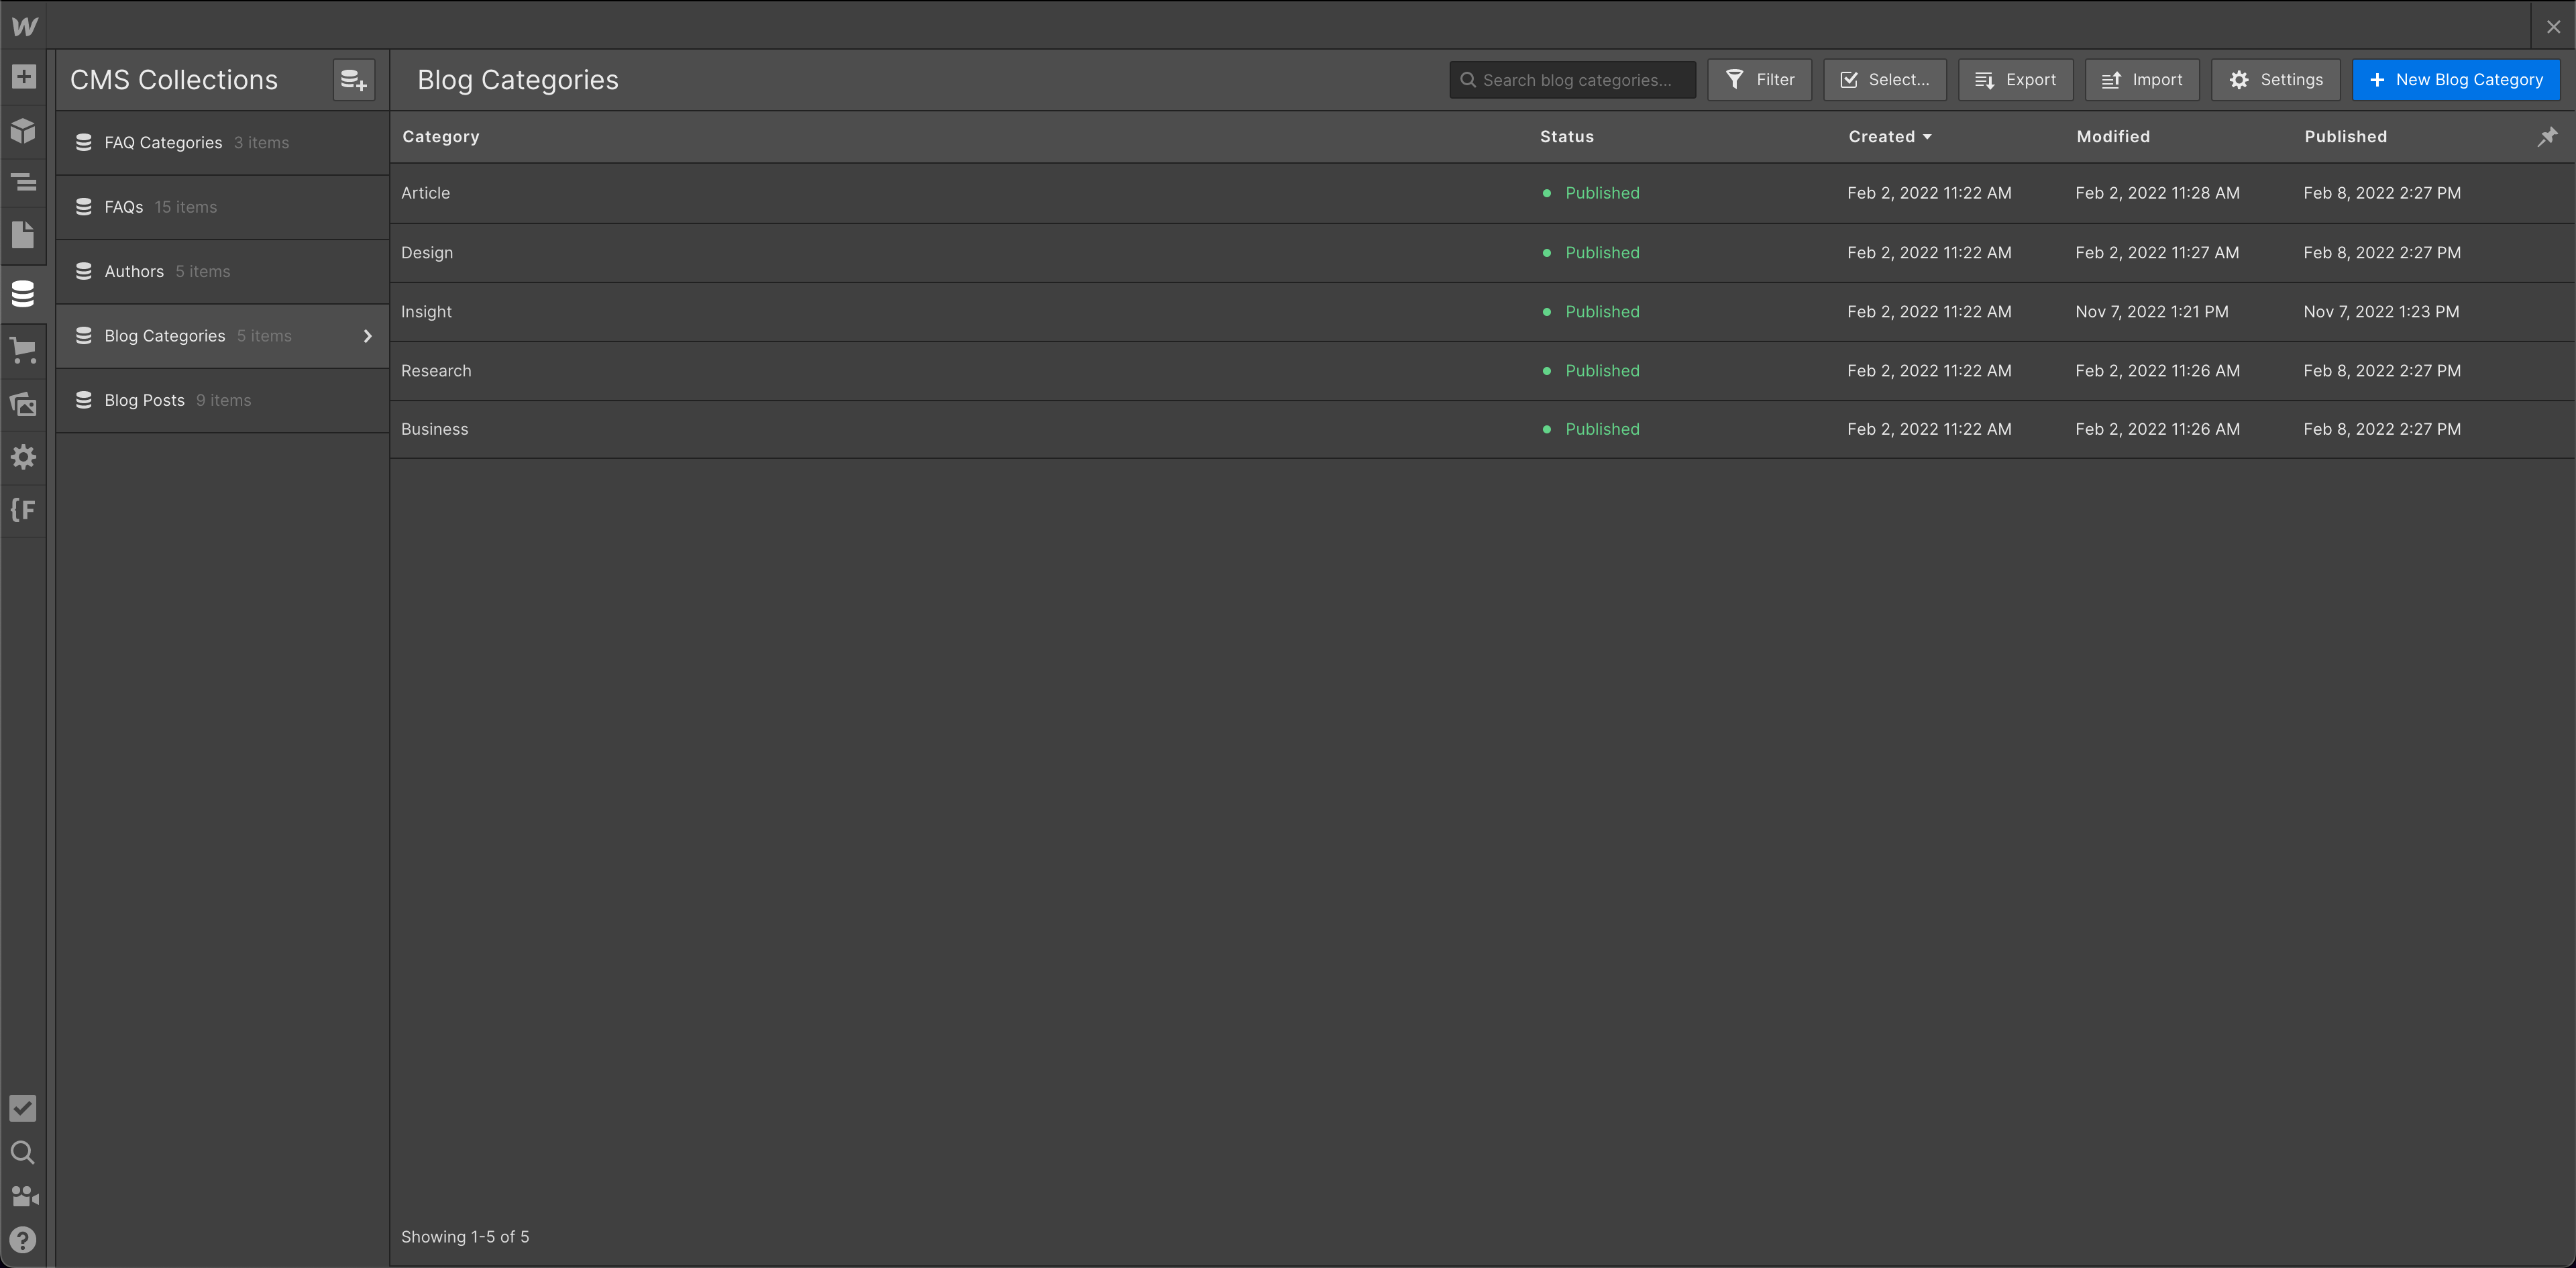 CMS Collections
Blog Categories
Search blog categories...
Filter
Select...
Export
Import
Settings
New Blog Category
FAQ Categories 3 items
FAQs 15 items
Authors 5 items
Blog Categories 5 items
Blog Posts 9 items
Category Status Created Modified Published
Article Published Feb 2, 2022 11:22 AM Feb 2, 2022 11:28 AM Feb 8, 2022 2:27 PM
Design Published Feb 2, 2022 11:22 AM Feb 2, 2022 11:27 AM Feb 8, 2022 2:27 PM
Insight Published Feb 2, 2022 11:22 AM Nov 7, 2022 1:21 PM Nov 7, 2022 1:23 PM
Research Published Feb 2, 2022 11:22 AM Feb 2, 2022 11:26 AM Feb 8, 2022 2:27 PM
Business Published Feb 2, 2022 11:22 AM Feb 2, 2022 11:26 AM Feb 8, 2022 2:27 PM
{F
Showing 1-5 of 5